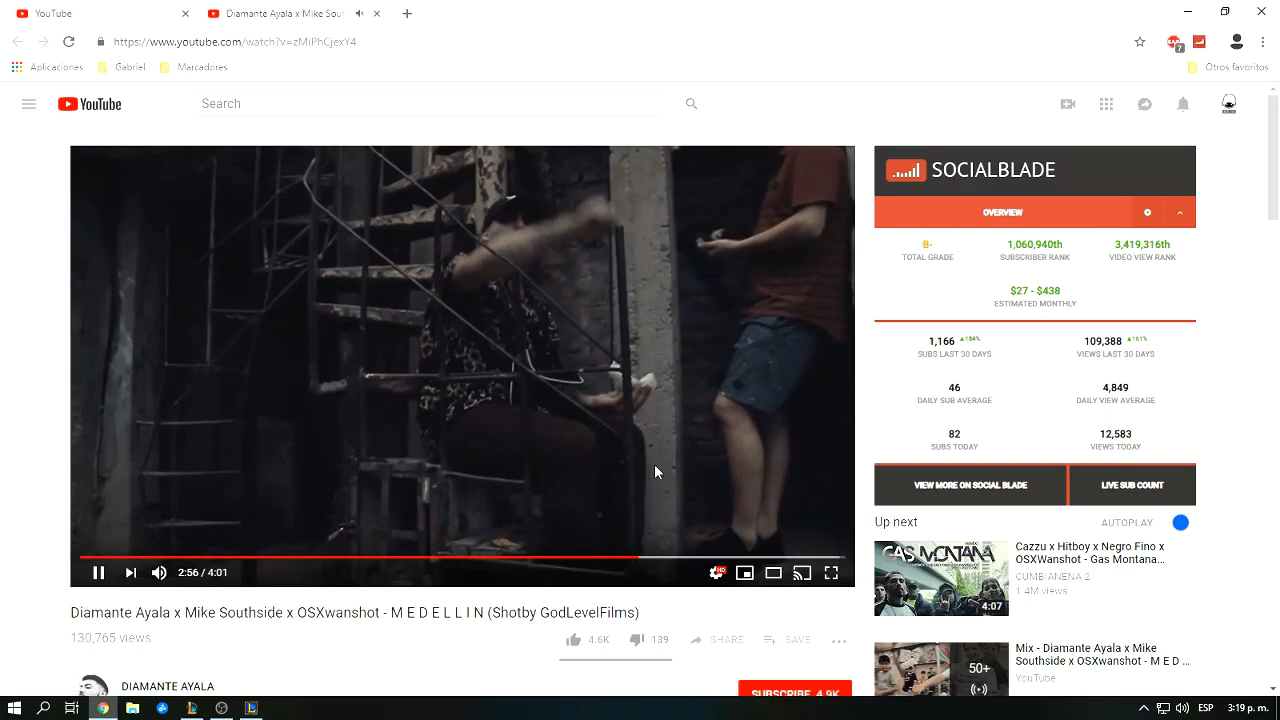 YouTube
Diamante Ayala x Mike Sout
https://www.youtube.com/watch?v=zMiPhCjexY4
7
Aplicaciones
Gabriel
Marcadores
Otros favoritos
YouTube
Search
SOCIALBLADE
OVERVIEW
B-
1,060,940th
3,419,316th
TOTAL GRADE
SUBSCRIBER RANK
VIDEO VIEW RANK
$27 - $438
ESTIMATED MONTHLY
1,166 ▲184%
109,388 ▲161%
SUBS LAST 30 DAYS
VIEWS LAST 30 DAYS
46
4,849
DAILY SUB AVERAGE
DAILY VIEW AVERAGE
82
12,583
SUBS TODAY
VIEWS TODAY
VIEW MORE ON SOCIAL BLADE
LIVE SUB COUNT
2:56 / 4:01
HD
Diamante Ayala x Mike Southside x OSXwanshot - M E D E L L I N (Shotby GodLevelFilms)
130,765 views
4.6K
139
SHARE
SAVE
DIAMANTE AYALA
SUBSCRIBE 4.9K
Up next
AUTOPLAY
GAS MONTANA
4:07
Cazzu x Hitboy x Negro Fino x
OSXwanshot - Gas Montana...
CUMBIANENA 2
1.4M views
50+
Mix - Diamante Ayala x Mike
Southside x OSXwanshot - M E D ...
YouTube
ESP
3:19 p. m.